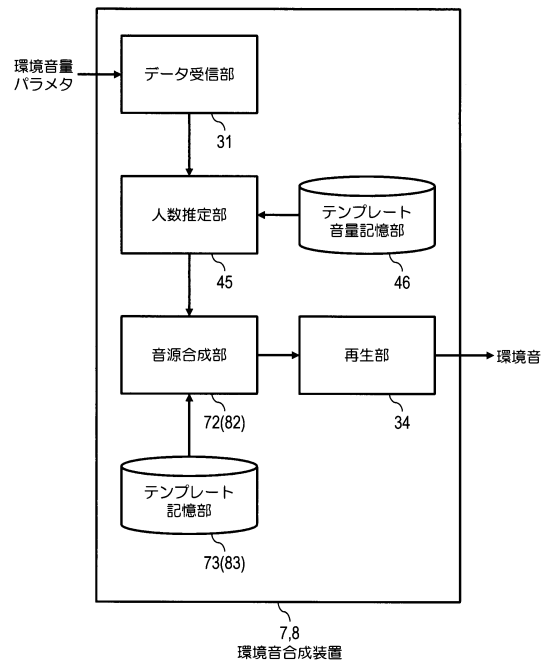 環境音量
パラメタ
データ受信部
31
人数推定部
45
テンプレート
音量記憶部
46
音源合成部
72(82)
再生部
34
環境音
テンプレート
記憶部
73(83)
7,8
環境音合成装置